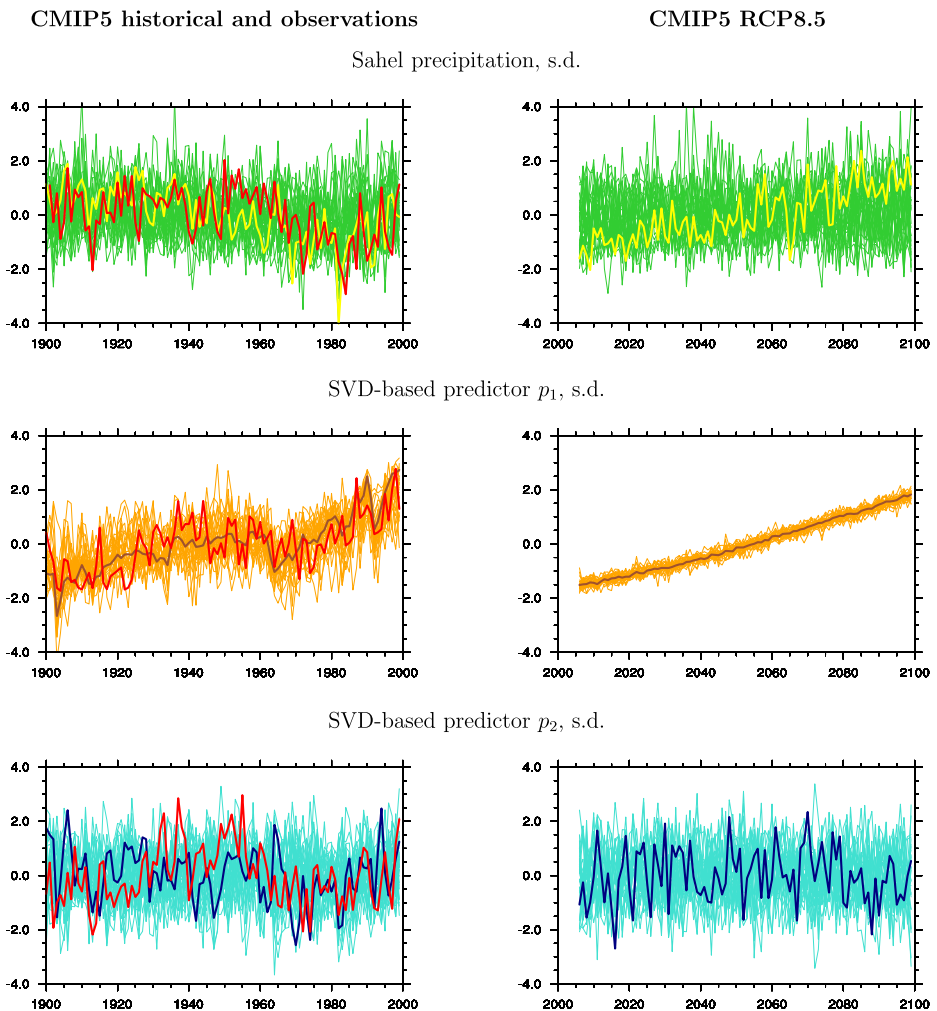 CMIP5 historical and observations CMIP5 RCP8.5
Sahel precipitation, s.d.
4.0 4.0
2.0 2.0
0.0 0.0
-2.0 -2.0
-4.0 -4.0
1900 1920 1940 1960 1980 2000 2000 2020 2040 2060 2080 2100
SVD-based predictor p₁, s.d.
4.0 4.0
2.0 2.0
0.0 0.0
-2.0 -2.0
-4.0 -4.0
1900 1920 1940 1960 1980 2000 2000 2020 2040 2060 2080 2100
SVD-based predictor p₂, s.d.
4.0 4.0
2.0 2.0
0.0 0.0
-2.0 -2.0
-4.0 -4.0
1900 1920 1940 1960 1980 2000 2000 2020 2040 2060 2080 2100